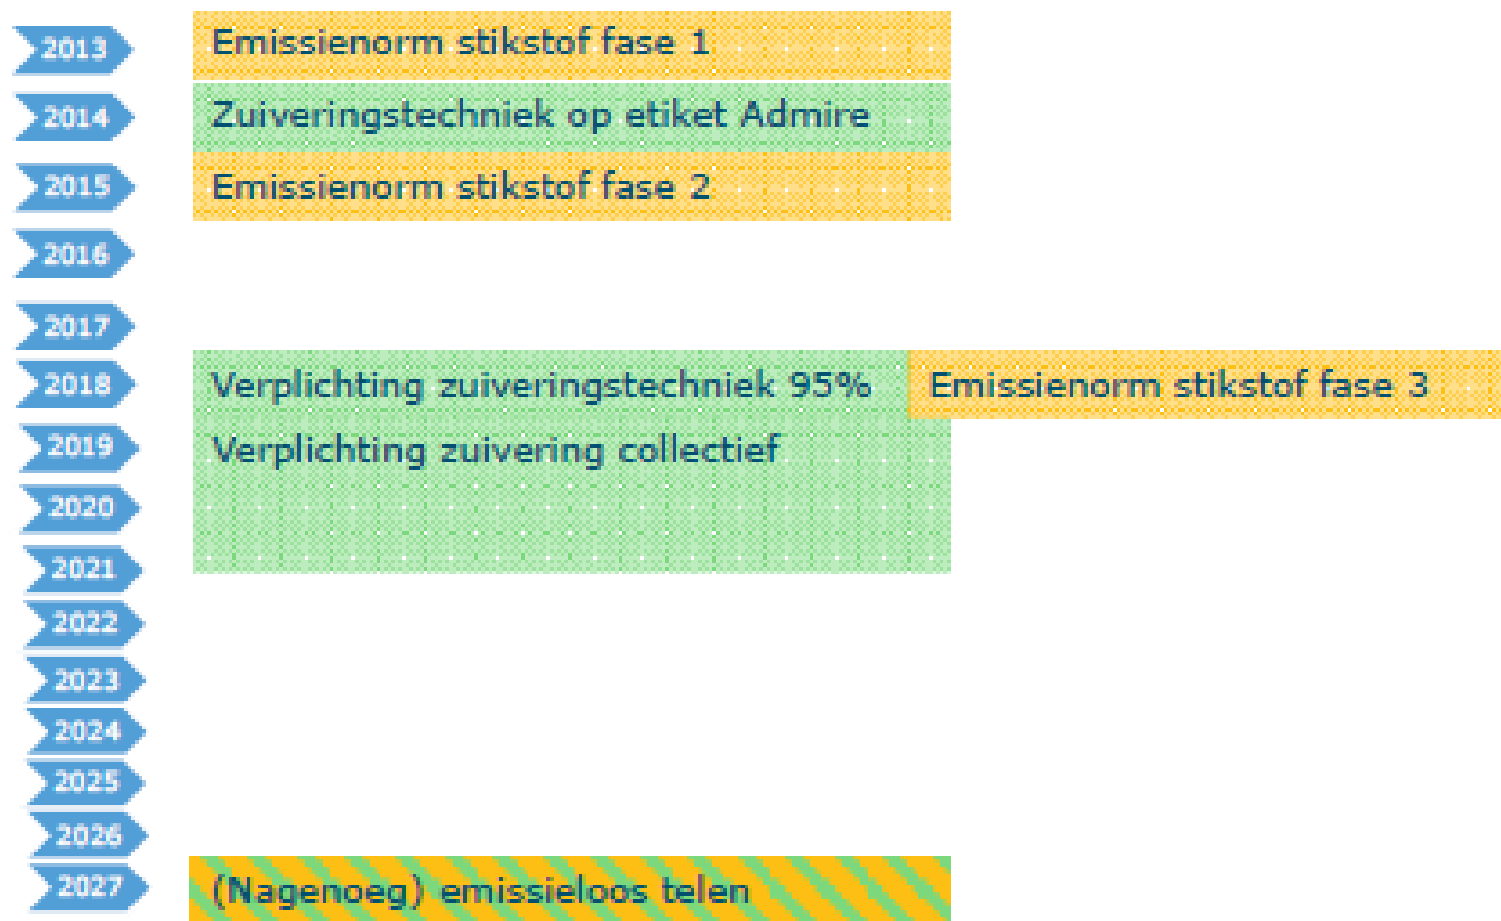 2013 Emissienorm stikstof fase 1
2014 Zuiveringstechniek op etiket Admire
2015 Emissienorm stikstof fase 2
2016
2017
2018 Verplichting zuiveringstechniek 95% Emissienorm stikstof fase 3
2019 Verplichting zuivering collectief
2020
2021
2022
2023
2024
2025
2026
2027 (Nagenoeg) emissieloos telen